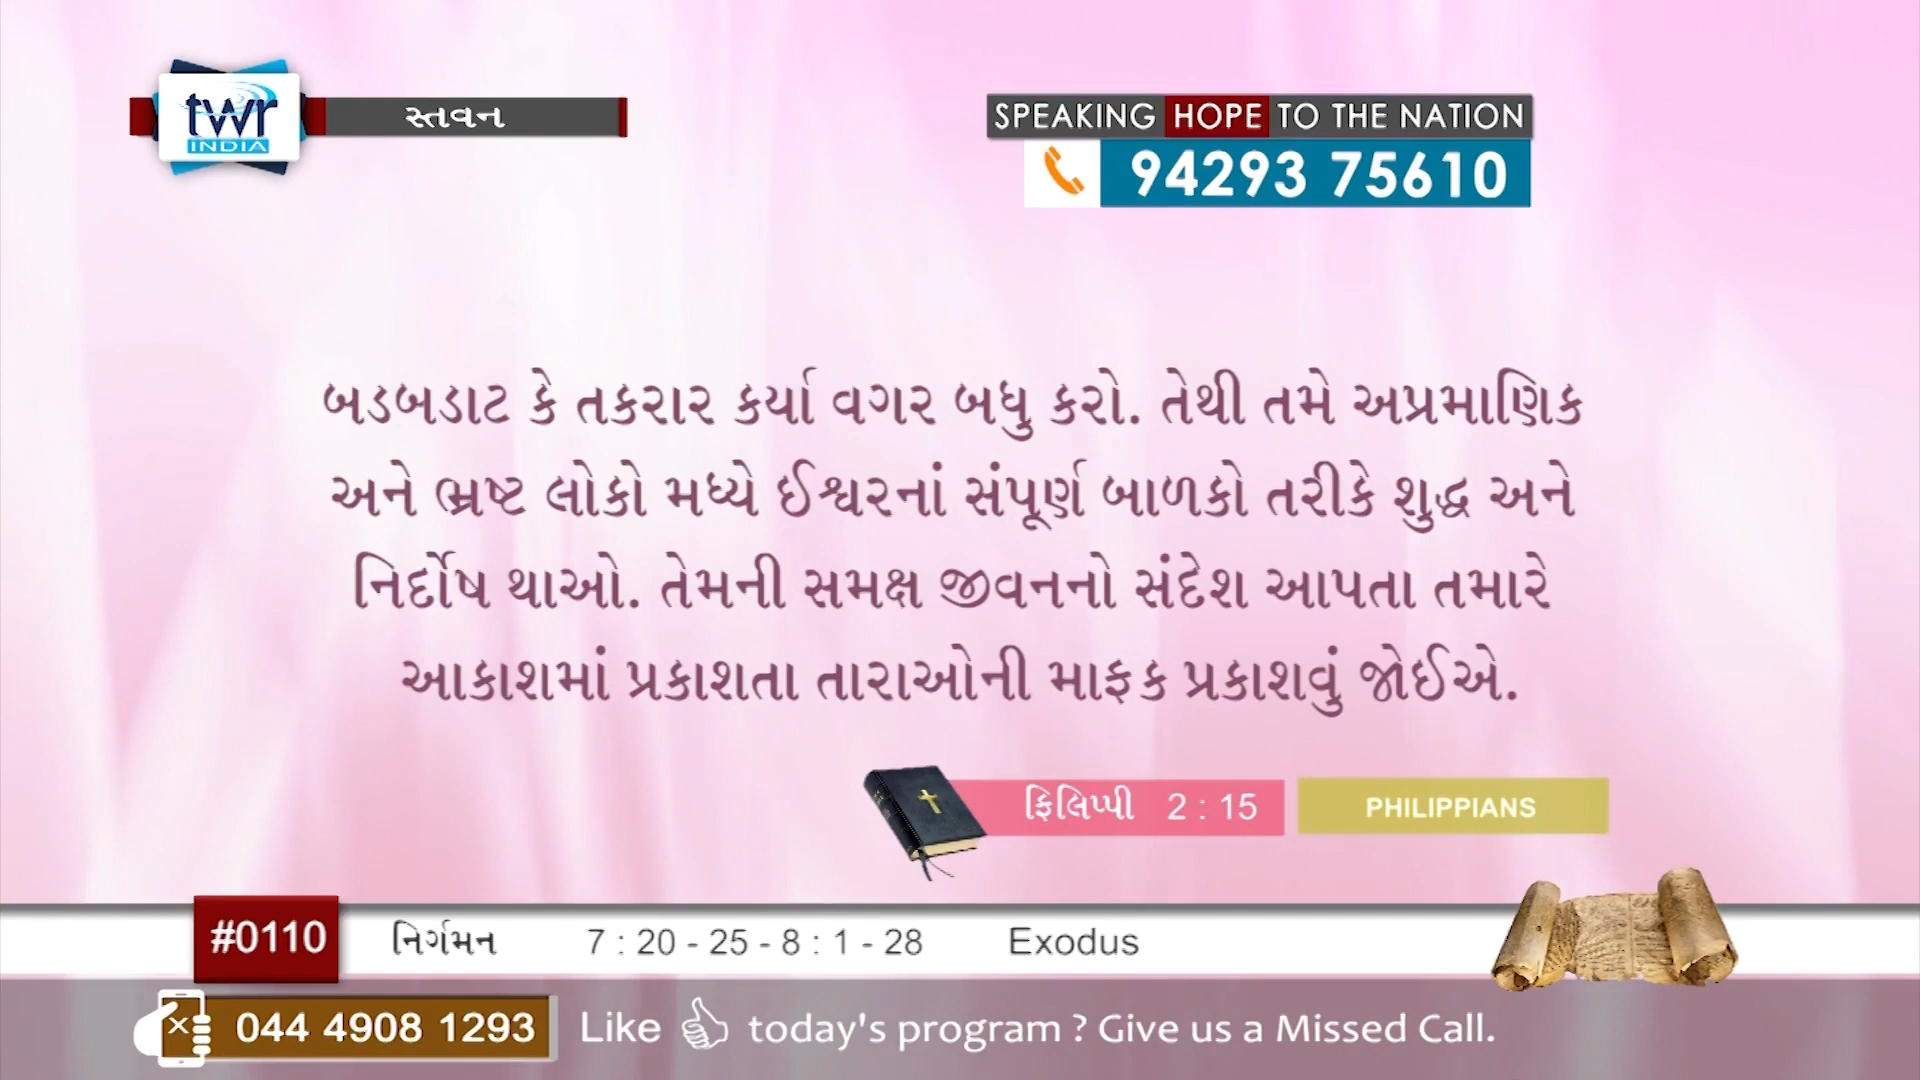 twr
INDIA
સ્તવન
SPEAKING HOPE TO THE NATION
94293 75610
બડબડાટ કે તકરાર કર્યા વગર બધુ કરો. તેથી તમે અપ્રમાણિક
અને ભ્રષ્ટ લોકો મધ્યે ઈશ્વરનાં સંપૂર્ણ બાળકો તરીકે શુદ્ધ અને
નિર્દોષ થાઓ. તેમની સમક્ષ જીવનનો સંદેશ આપતા તમારે
આકાશમાં પ્રકાશતા તારાઓની માફક પ્રકાશવું જોઈએ.
ફિલિપ્પી 2 : 15 PHILIPPIANS
#0110 નિર્ગમન 7 : 20 - 25 - 8 : 1 - 28 Exodus
044 4908 1293 Like today's program ? Give us a Missed Call.